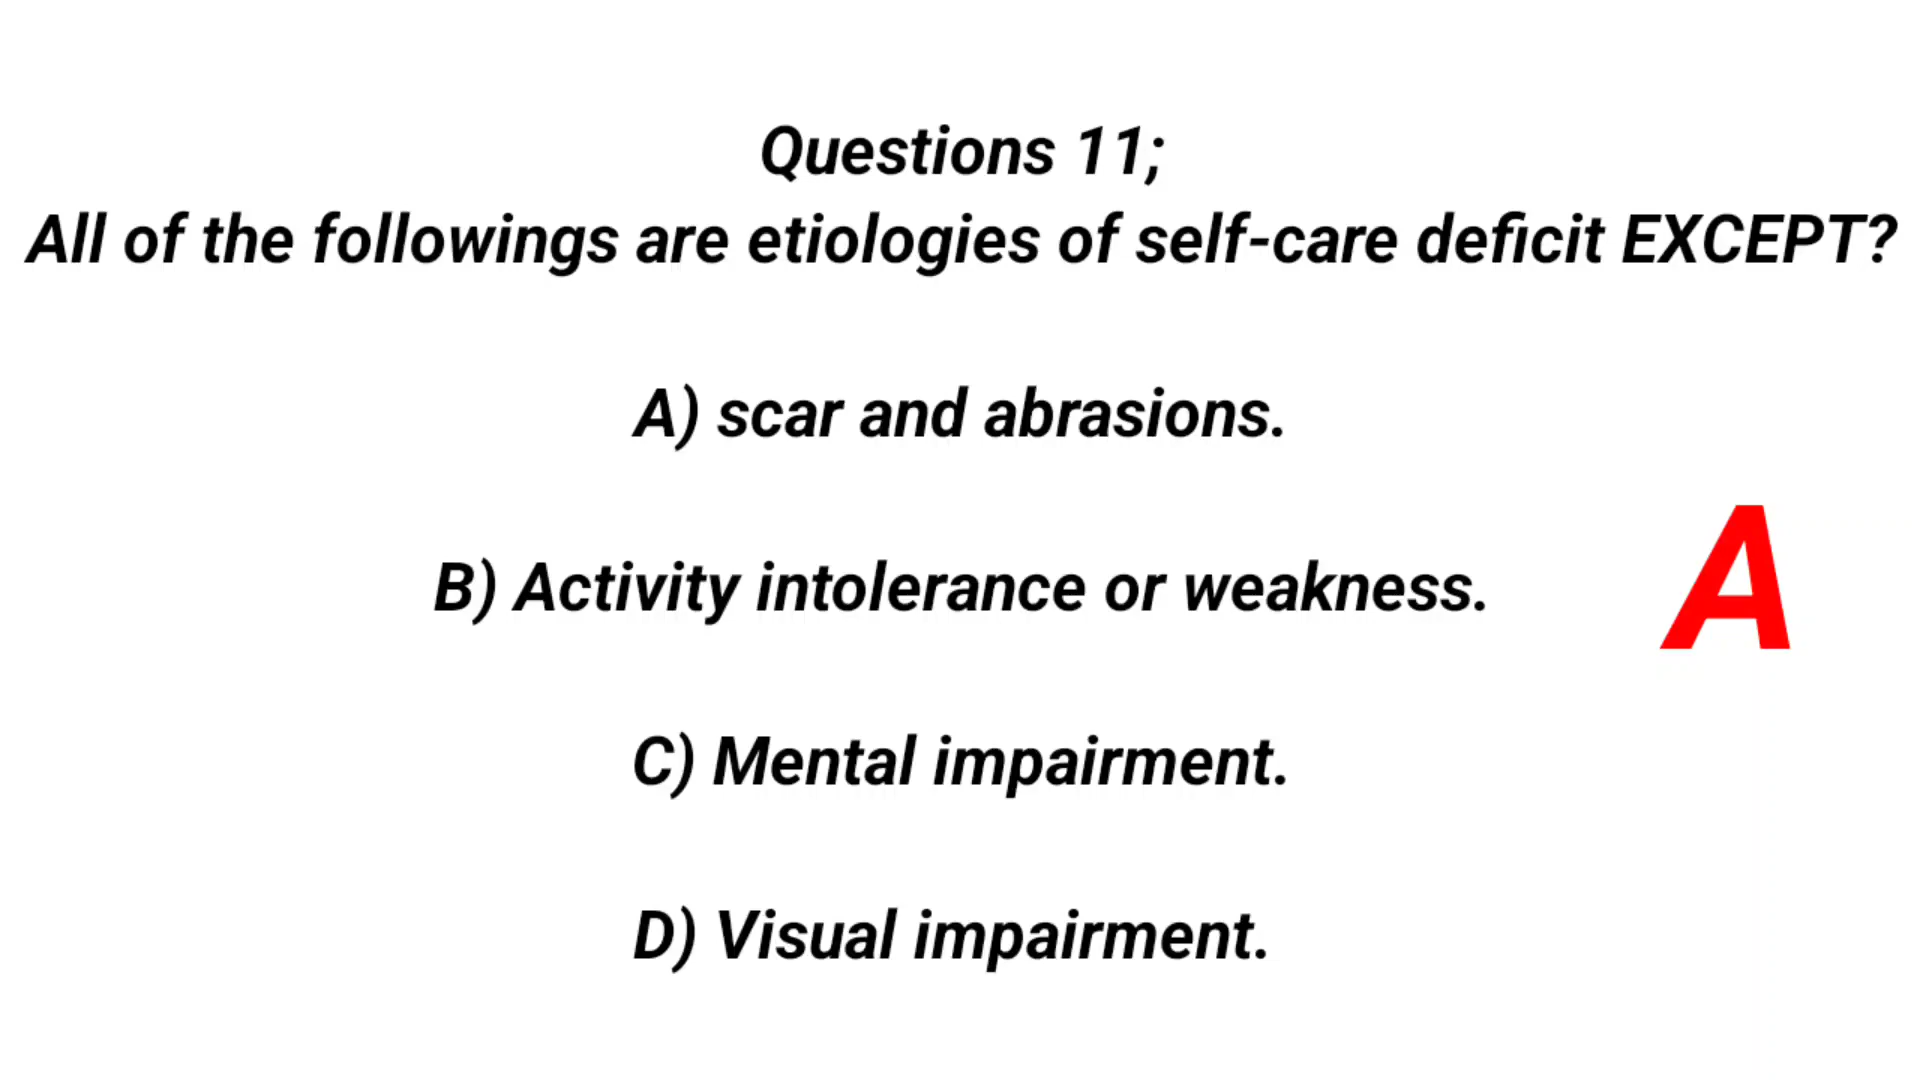 Questions 11;
All of the followings are etiologies of self-care deficit EXCEPT?
A) scar and abrasions.
B) Activity intolerance or weakness.
A
C) Mental impairment.
D) Visual impairment.